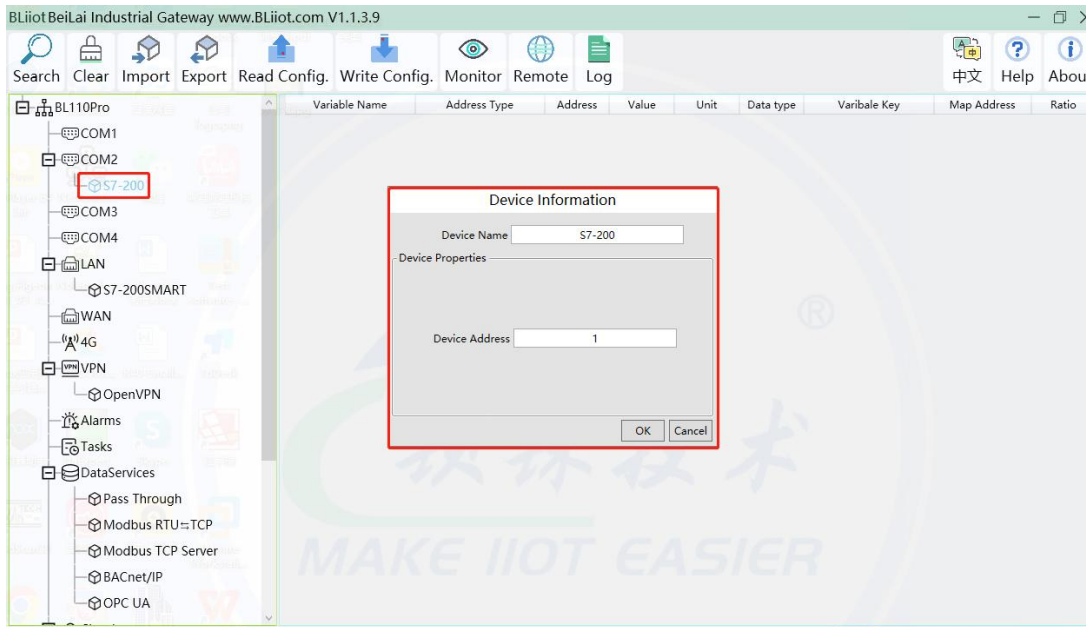 BLiiot BeiLai Industrial Gateway www.BLiiot.com V1.1.3.9
Search Clear Import Export Read Config. Write Config. Monitor Remote Log 中文 Help Abou
Variable Name Address Type Address Value Unit Data type Varibale Key Map Address Ratio
BL110Pro
COM1
COM2
S7-200
COM3
COM4
LAN
S7-200SMART
WAN
4G
VPN VPN
OpenVPN
Alarms
Tasks
DataServices
Pass Through
Modbus RTU⇆TCP
Modbus TCP Server
BACnet/IP
OPC UA
Device Information
Device Name S7-200
Device Properties
Device Address 1
OK Cancel
®
MAKE IIOT EASIER